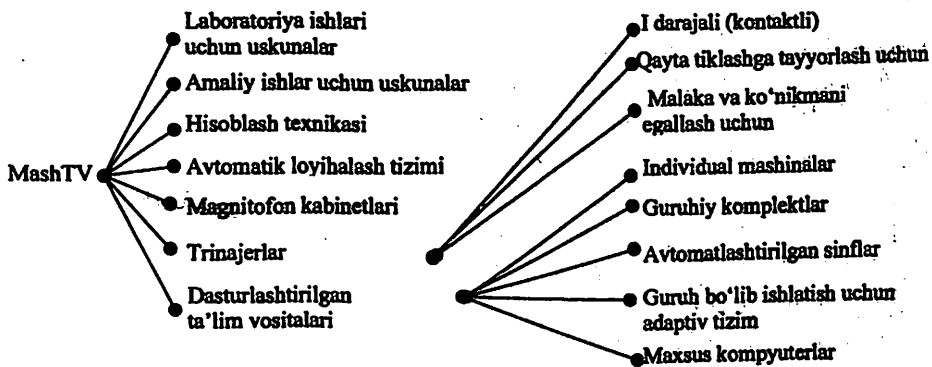 MashTV
Laboratoriya ishlari
uchun uskunalar
Amaliy ishlar uchun uskunalar
Hisoblash texnikasi
Avtomatik loyihalash tizimi
Magnitofon kabinetlari
Trinajerlar
Dasturlashtirilgan
ta’lim vositalari
I darajali (kontaktli)
Qayta tiklashga tayyorlash uchun
Malaka va ko‘nikmani
egallash uchun
Individual mashinalar
Guruhiy komplektlar
Avtomatlashtirilgan sinflar
Guruh bo‘lib ishlatish uchun
adaptiv tizim
Maxsus kompyuterlar